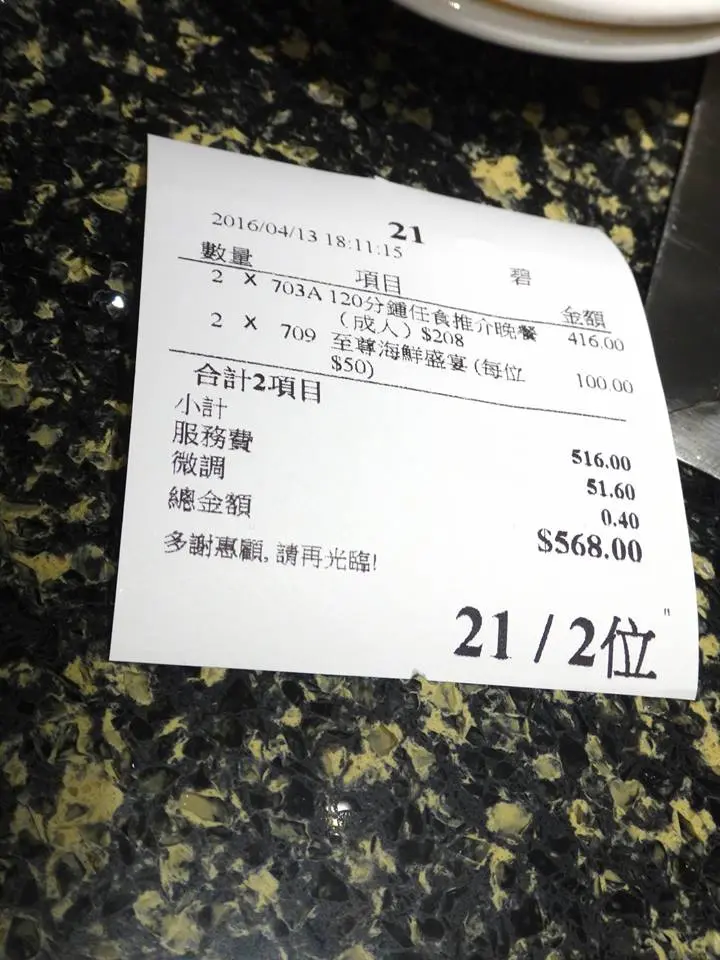 21
2016/04/13 18:11:15
碧
數量 項目 金額
2 X 703A 120分鍾任食推介晚餐 416.00
(成人) $208
2 X 709 至尊海鮮盛宴 (每位 100.00
$50)
合計2項目
小計 516.00
服務費 51.60
微調 0.40
總金額 $568.00
多謝惠顧, 請再光臨!
21 / 2位